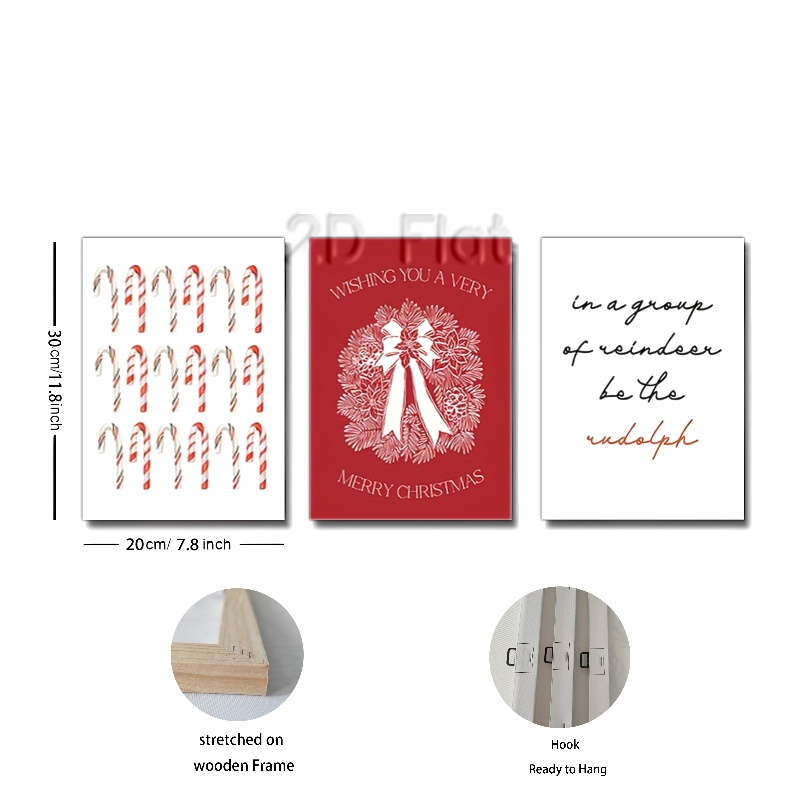 2D Flat
WISHING YOU A VERY
MERRY CHRISTMAS
in a group
of reindeer
be the
rudolph
30cm/11.8inch
20cm/ 7.8 inch
stretched on
wooden Frame
Hook
Ready to Hang